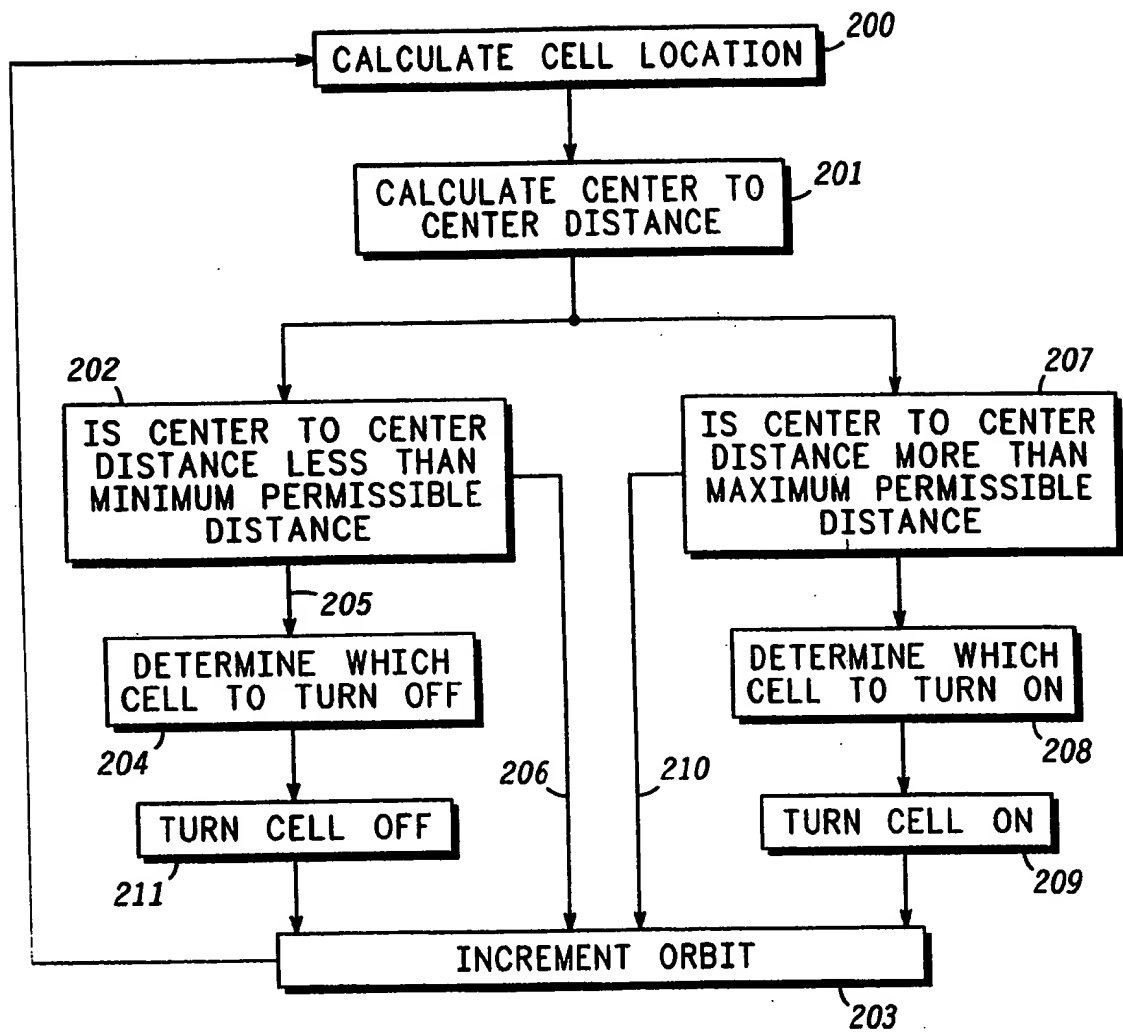 200
CALCULATE CELL LOCATION
201
CALCULATE CENTER TO
CENTER DISTANCE
202
IS CENTER TO CENTER
DISTANCE LESS THAN
MINIMUM PERMISSIBLE
DISTANCE
207
IS CENTER TO CENTER
DISTANCE MORE THAN
MAXIMUM PERMISSIBLE
DISTANCE
205
DETERMINE WHICH
CELL TO TURN OFF
204
DETERMINE WHICH
CELL TO TURN ON
208
206
210
TURN CELL OFF
211
TURN CELL ON
209
INCREMENT ORBIT
203